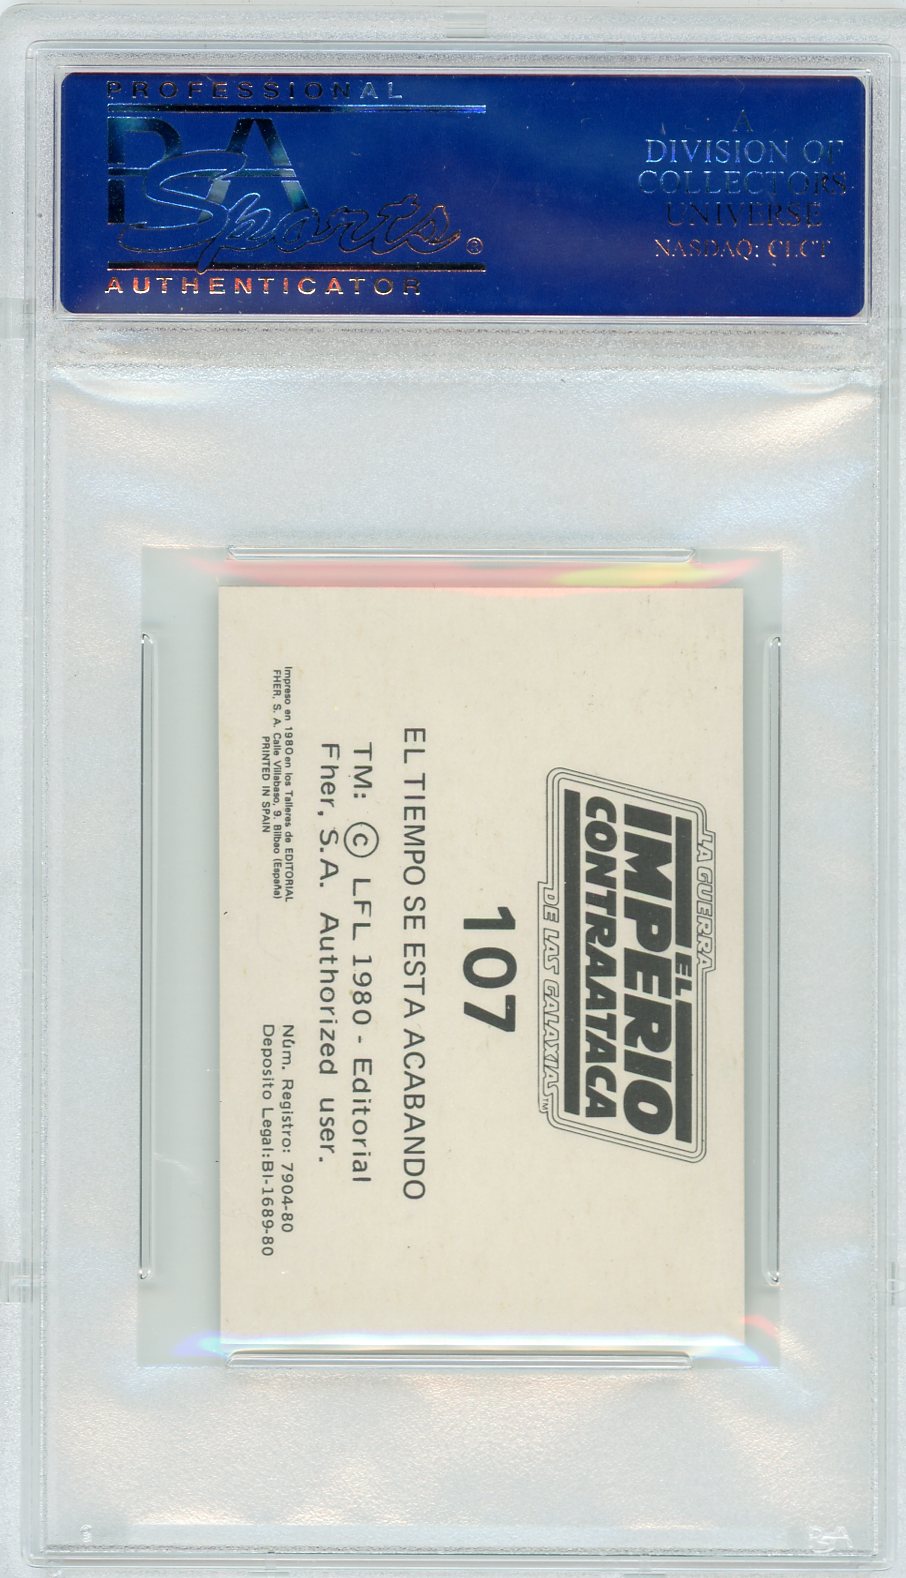 PROFESSIONAL
PSA
Sports®
AUTHENTICATOR
A
DIVISION OF
COLLECTORS
UNIVERSE
NASDAQ: CLCT
LA GUERRA
EL
IMPERIO
CONTRAATACA
DE LAS GALAXIAS™
107
EL TIEMPO SE ESTA ACABANDO
TM: © LFL 1980 - Editorial
Fher, S.A. Authorized user.
Impreso en 1980 en los Talleres de EDITORIAL
FHER, S. A. Calle Villabaso, 9. Bilbao (España)
PRINTED IN SPAIN
Núm. Registro: 7904-80
Deposito Legal: BI-1689-80
PSA